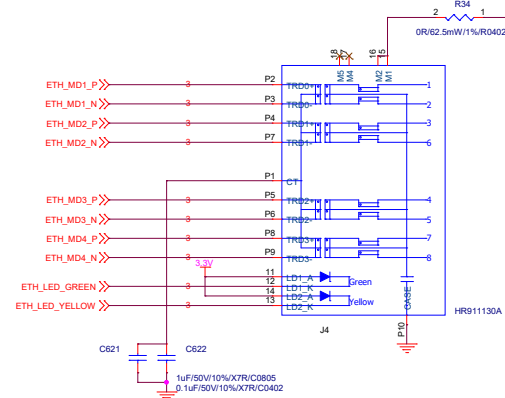 R34
2 1
0R/62.5mW/1%/R0402
18 17 16 15
M5 M4 M2 M1
ETH_MD1_P 3 P2 TRD0+ 1
ETH_MD1_N 3 P3 TRD0- 2
ETH_MD2_P 3 P4 TRD1+ 3
ETH_MD2_N 3 P7 TRD1- 6
P1 CT
ETH_MD3_P 3 P5 TRD2+ 4
ETH_MD3_N 3 P6 TRD2- 5
ETH_MD4_P 3 P8 TRD3+ 7
ETH_MD4_N 3 P9 TRD3- 8
3.3V
11 LD1_A
ETH_LED_GREEN 3 12 LD1_K Green
14 LD2_A
ETH_LED_YELLOW 3 13 LD2_K Yellow
CASE
HR911130A
P10
J4
C621 C622
1uF/50V/10%/X7R/C0805
0.1uF/50V/10%/X7R/C0402